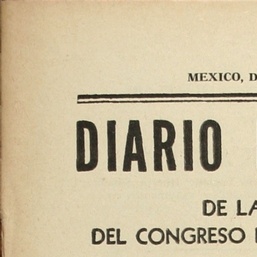 MEXICO, D
DIARIO
DE LA
DEL CONGRESO